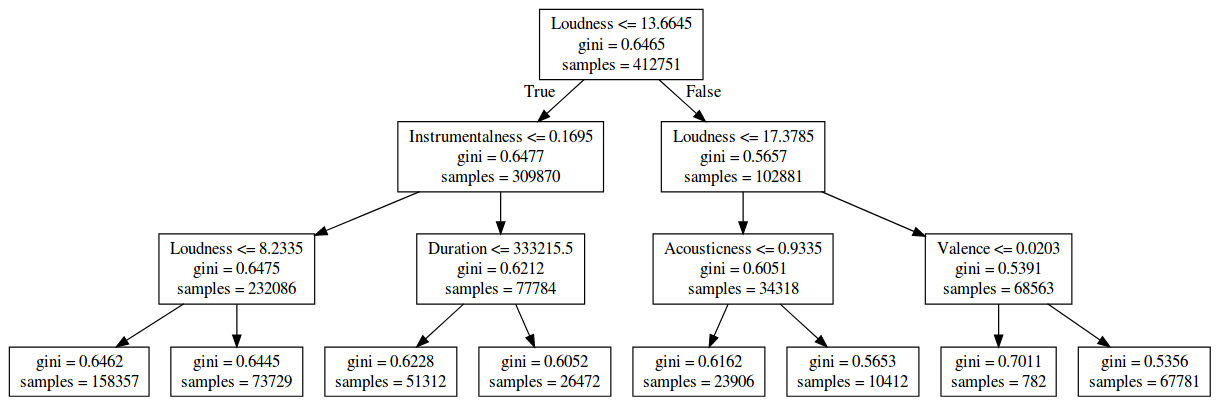 Loudness <= 13.6645
gini = 0.6465
samples = 412751
True
False
Instrumentalness <= 0.1695
gini = 0.6477
samples = 309870
Loudness <= 17.3785
gini = 0.5657
samples = 102881
Loudness <= 8.2335
gini = 0.6475
samples = 232086
Duration <= 333215.5
gini = 0.6212
samples = 77784
Acousticness <= 0.9335
gini = 0.6051
samples = 34318
Valence <= 0.0203
gini = 0.5391
samples = 68563
gini = 0.6462
samples = 158357
gini = 0.6445
samples = 73729
gini = 0.6228
samples = 51312
gini = 0.6052
samples = 26472
gini = 0.6162
samples = 23906
gini = 0.5653
samples = 10412
gini = 0.7011
samples = 782
gini = 0.5356
samples = 67781